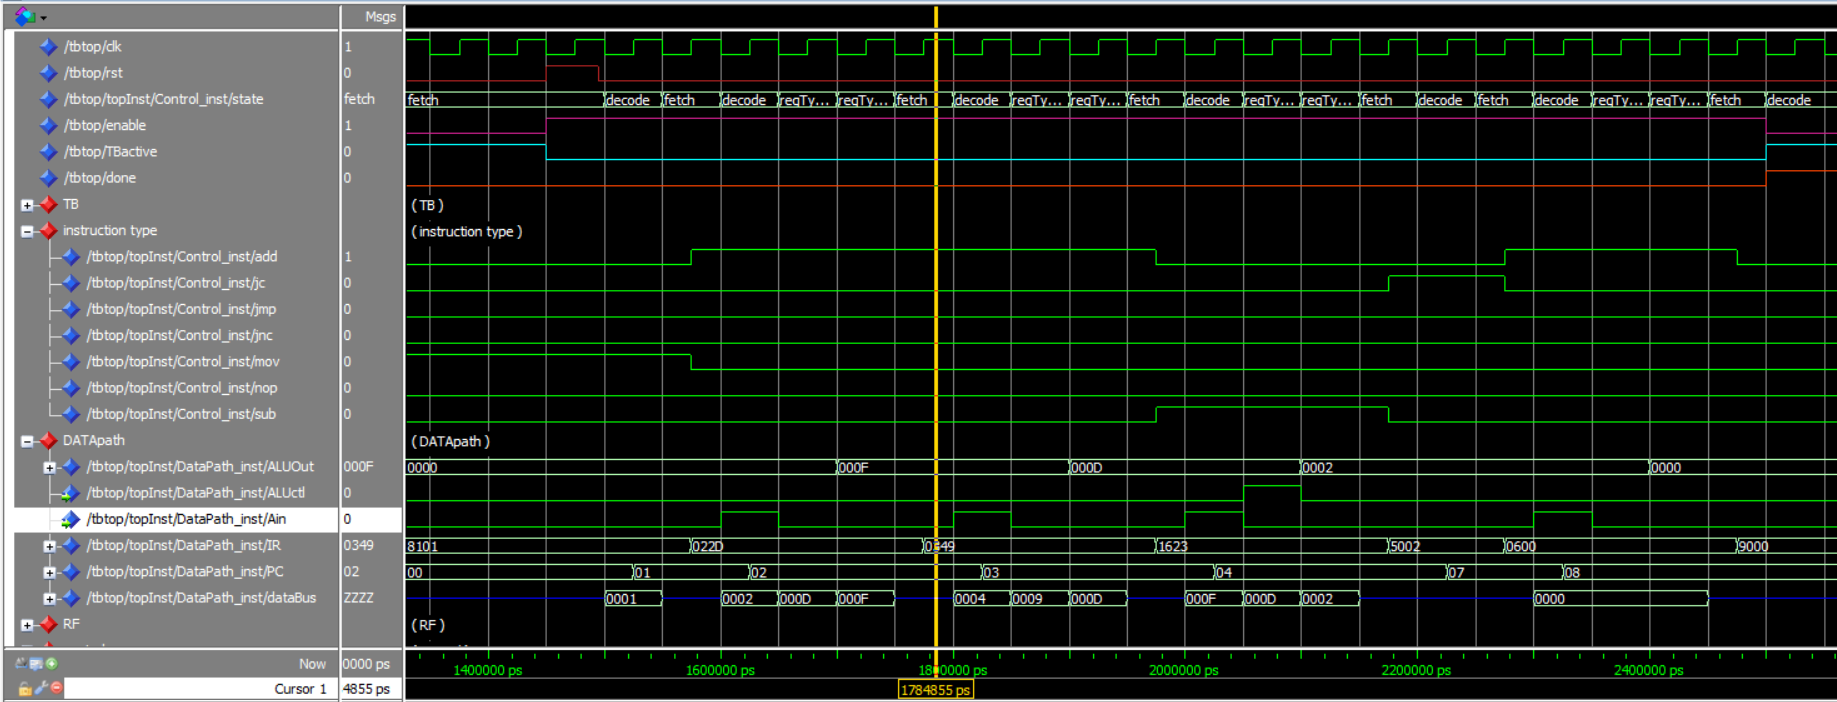 Msgs
/tbtop/clk 1
/tbtop/rst 0
/tbtop/topInst/Control_inst/state fetch fetch decode fetch decode reqTy... reqTy... fetch decode reqTy... reqTy... fetch decode reqTy... reqTy... fetch decode fetch decode reqTy... reqTy... fetch decode
/tbtop/enable 1
/tbtop/TBactive 0
/tbtop/done 0
TB (TB)
instruction type (instruction type)
/tbtop/topInst/Control_inst/add 1
/tbtop/topInst/Control_inst/jc 0
/tbtop/topInst/Control_inst/jmp 0
/tbtop/topInst/Control_inst/jnc 0
/tbtop/topInst/Control_inst/mov 0
/tbtop/topInst/Control_inst/nop 0
/tbtop/topInst/Control_inst/sub 0
DATApath (DATApath)
/tbtop/topInst/DataPath_inst/ALUOut 000F 0000 000F 000D 0002 0000
/tbtop/topInst/DataPath_inst/ALUctl 0
/tbtop/topInst/DataPath_inst/Ain 0
/tbtop/topInst/DataPath_inst/IR 0349 8101 022D 0349 1623 5002 0600 9000
/tbtop/topInst/DataPath_inst/PC 02 00 01 02 03 04 07 08
/tbtop/topInst/DataPath_inst/dataBus ZZZZ 0001 0002 000D 000F 0004 0009 000D 000F 000D 0002 0000
RF (RF)
Now 0000 ps 1400000 ps 1600000 ps 1800000 ps 2000000 ps 2200000 ps 2400000 ps
Cursor 1 4855 ps 1784855 ps